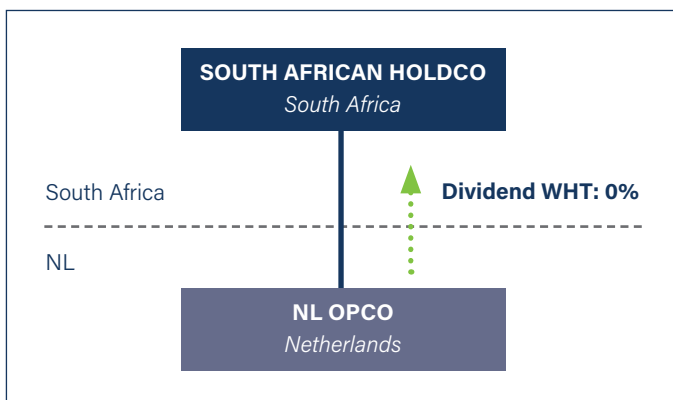 SOUTH AFRICAN HOLDCO
South Africa
South Africa
Dividend WHT: 0%
NL
NL OPCO
Netherlands